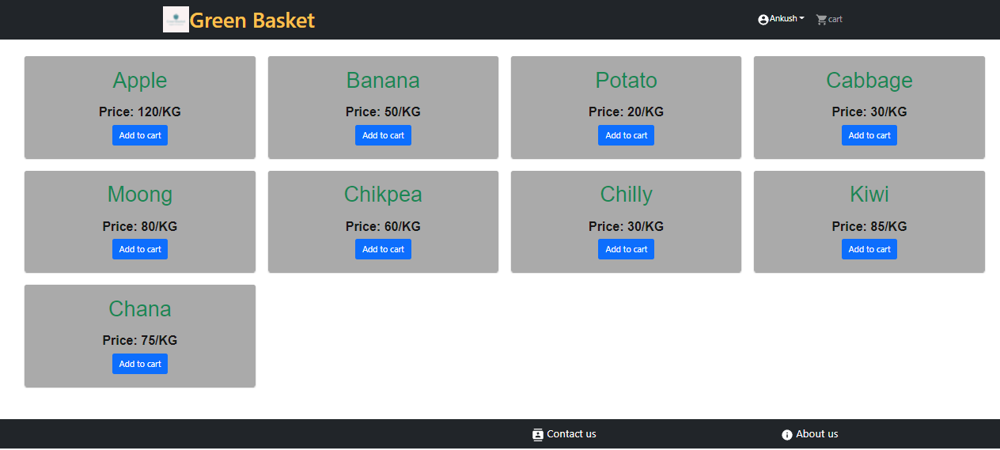 Green Basket
Ankush
cart
Apple
Price: 120/KG
Add to cart
Banana
Price: 50/KG
Add to cart
Potato
Price: 20/KG
Add to cart
Cabbage
Price: 30/KG
Add to cart
Moong
Price: 80/KG
Add to cart
Chikpea
Price: 60/KG
Add to cart
Chilly
Price: 30/KG
Add to cart
Kiwi
Price: 85/KG
Add to cart
Chana
Price: 75/KG
Add to cart
Contact us
About us